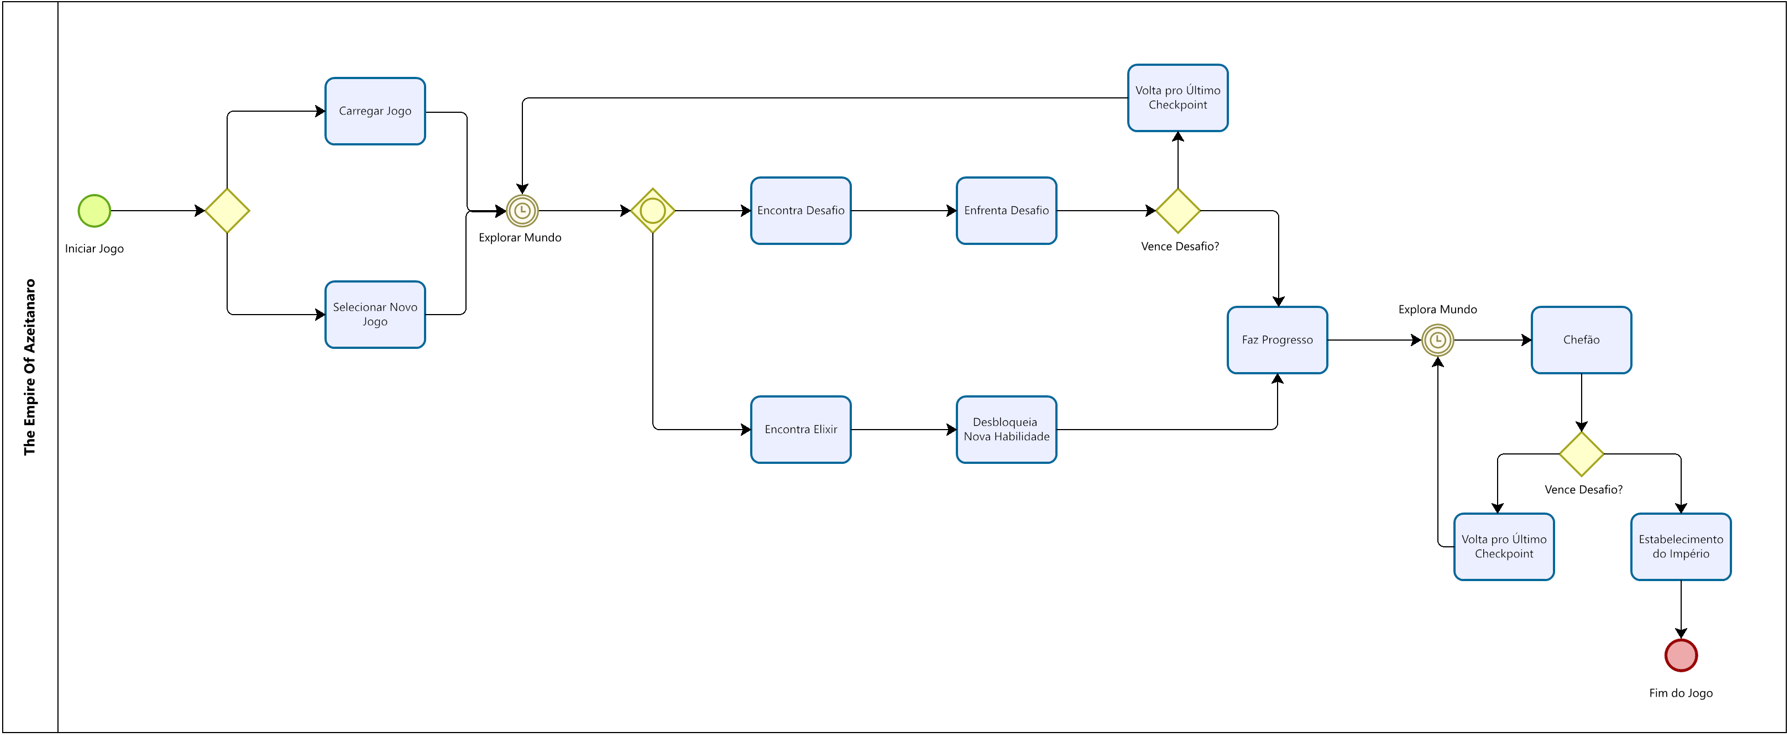 The Empire Of Azeitanaro
Iniciar Jogo
Carregar Jogo
Selecionar Novo
Jogo
Explorar Mundo
Encontra Desafio
Enfrenta Desafio
Volta pro Último
Checkpoint
Vence Desafio?
Encontra Elixir
Desbloqueia
Nova Habilidade
Faz Progresso
Explora Mundo
Chefão
Vence Desafio?
Volta pro Último
Checkpoint
Estabelecimento
do Império
Fim do Jogo